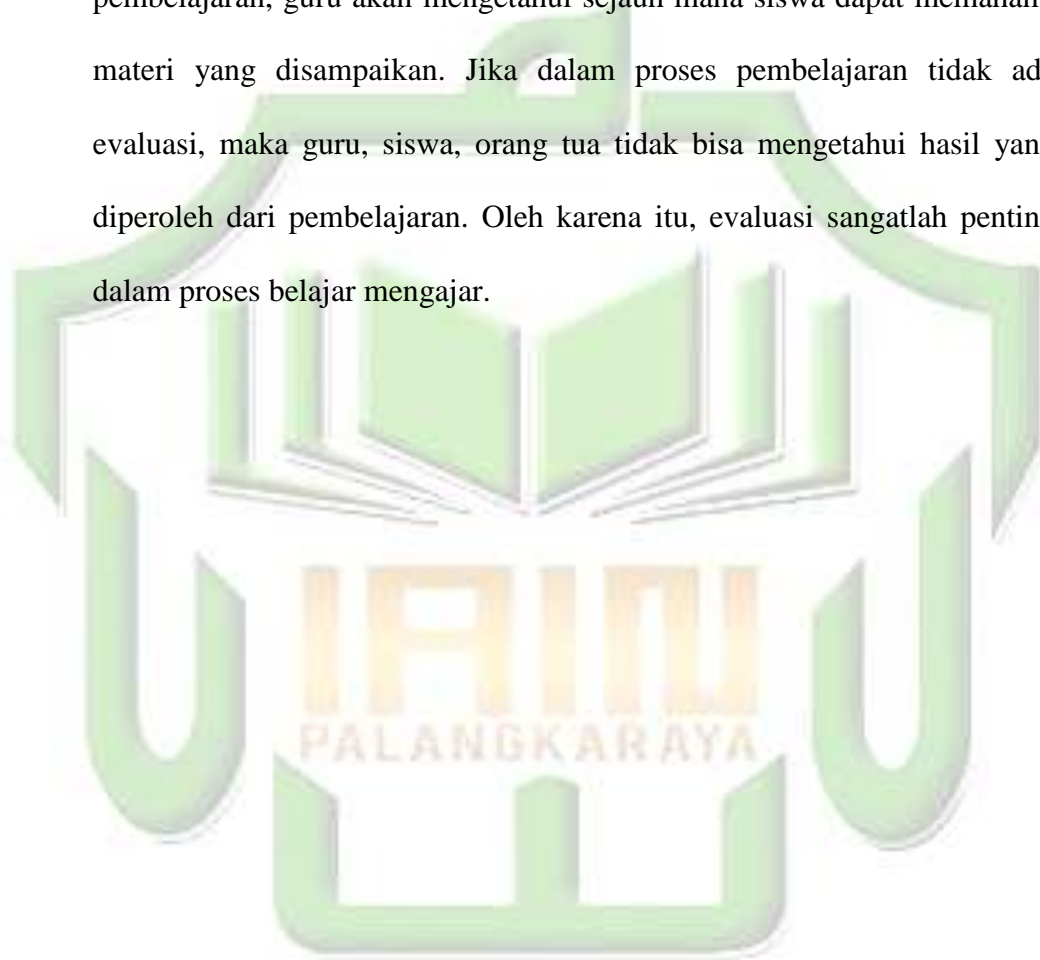 pembelajaran, guru akan mengetahui sejauh mana siswa dapat
materi yang disampaikan. Jika dalam proses pembelajaran tidak ad
evaluasi, maka guru, siswa, orang tua tidak bisa mengetahui hasil yan
diperoleh dari pembelajaran. Oleh karena itu, evaluasi sangatlah pentin
dalam proses belajar mengajar.
IAIN
PALANGKARAYA